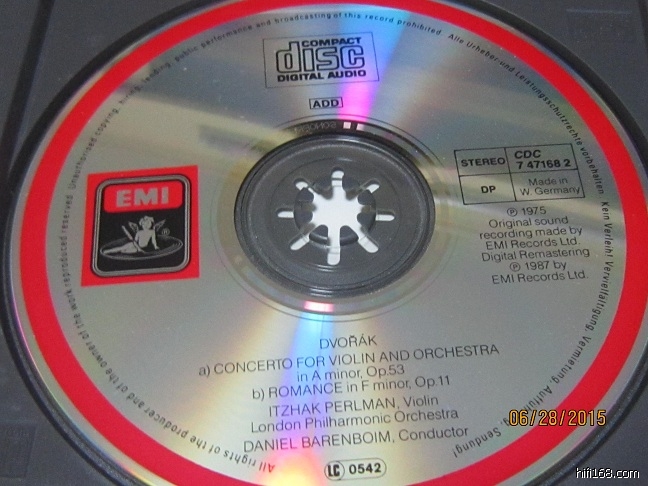 Unauthorised copying, hiring, lending, public performance and broadcasting of this record prohibited. Alle Urheber- und Leistungsschutzrechte vorbehalten. Kein Verleih! Vervielfältigung, Vermietung, Sendung!
All rights of the producer and of the owner of the work reproduced reserved.
COMPACT
disc
DIGITAL AUDIO
ADD
STEREO
CDC
7 47168 2
DP
Made in
W. Germany
EMI
℗ 1975
Original sound
recording made by
EMI Records Ltd.
Digital Remastering
℗ 1987 by
EMI Records Ltd.
DVOŘÁK
a) CONCERTO FOR VIOLIN AND ORCHESTRA
in A minor, Op.53
b) ROMANCE in F minor, Op.11
ITZHAK PERLMAN, Violin
London Philharmonic Orchestra
DANIEL BARENBOIM, Conductor
LC 0542
06/28/2015
hifi168.com